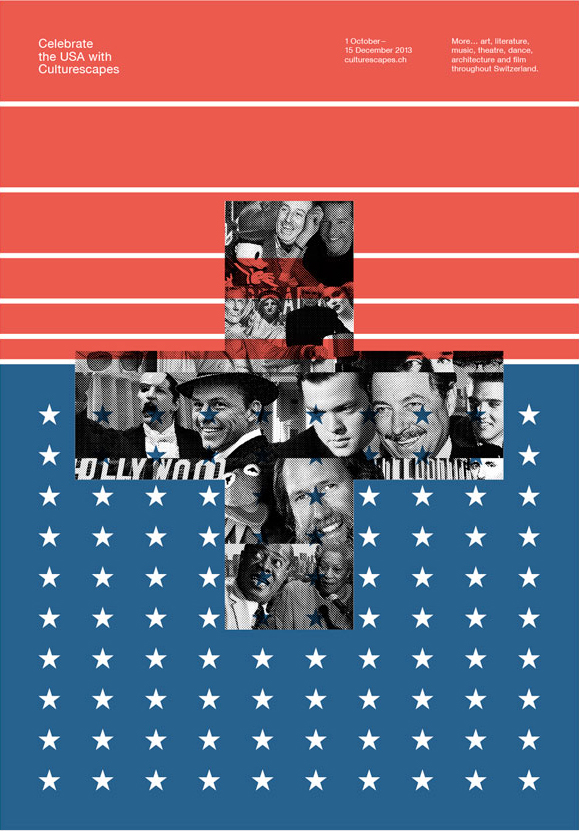 Celebrate
the USA with
Culturescapes
1 October –
15 December 2013
culturescapes.ch
More... art, literature,
music, theatre, dance,
architecture and film
throughout Switzerland.
HOLLYWOOD